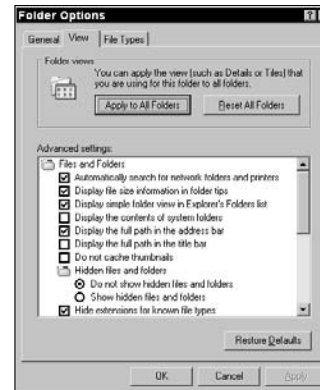 Folder Options
General View File Types
Folder views
You can apply the view (such as Details or Tiles) that
you are using for this folder to all folders.
Apply to All Folders Reset All Folders
Advanced settings:
Files and Folders
Automatically search for network folders and printers
Display file size information in folder tips
Display simple folder view in Explorer's Folders list
Display the contents of system folders
Display the full path in the address bar
Display the full path in the title bar
Do not cache thumbnails
Hidden files and folders
Do not show hidden files and folders
Show hidden files and folders
Hide extensions for known file types
Restore Defaults
OK Cancel Apply